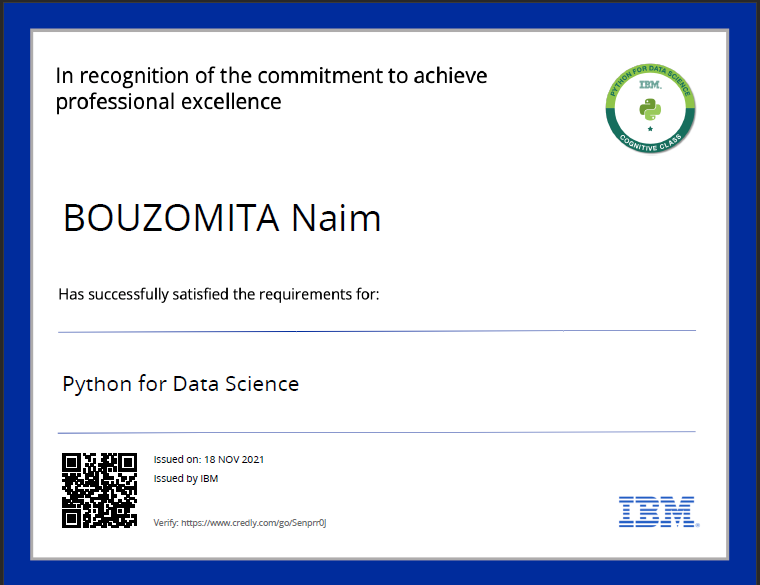 In recognition of the commitment to achieve
professional excellence
PYTHON FOR DATA SCIENCE
IBM.
COGNITIVE CLASS
BOUZOMITA Naim
Has successfully satisfied the requirements for:
Python for Data Science
Issued on: 18 NOV 2021
Issued by IBM
Verify: https://www.credly.com/go/Senprr0J
IBM®